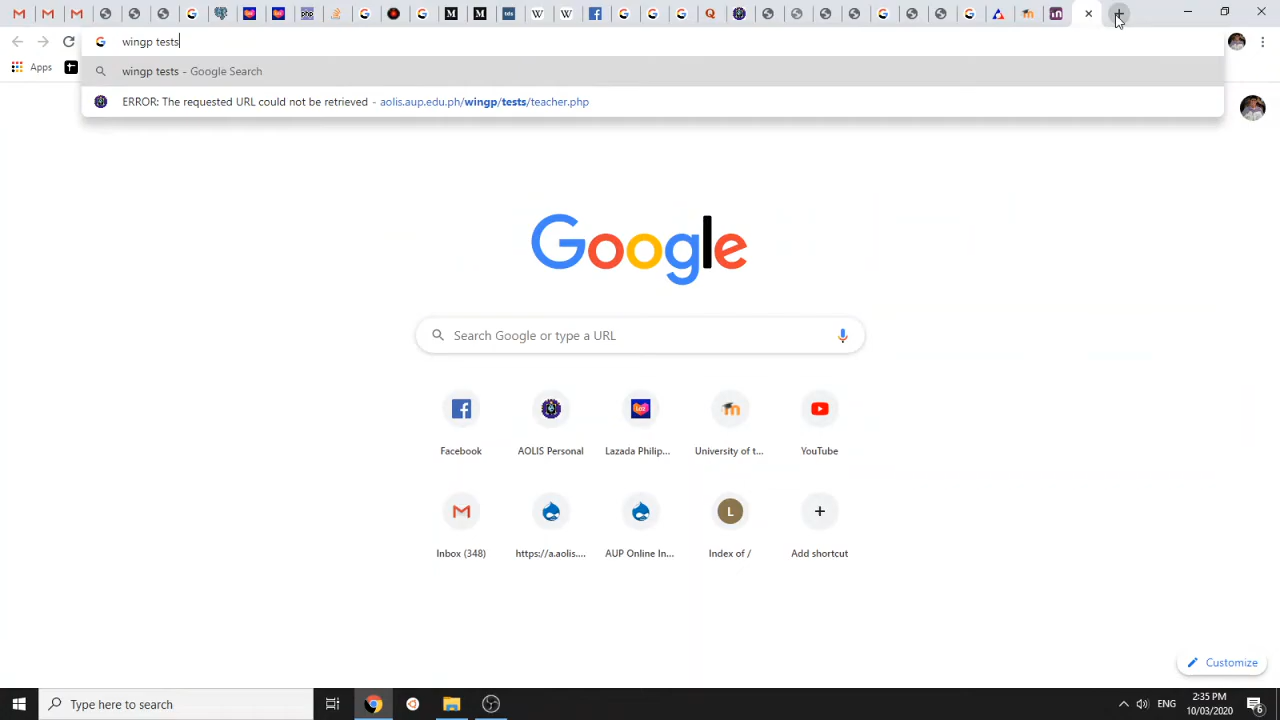 wingp tests
Apps
wingp tests - Google Search
ERROR: The requested URL could not be retrieved - aolis.aup.edu.ph/wingp/tests/teacher.php
Google
Search Google or type a URL
Facebook
AOLIS Personal
Lazada Philip...
University of t...
YouTube
Inbox (348)
https://a.aolis....
AUP Online In...
L
Index of /
Add shortcut
Customize
Type here to search
ENG
2:35 PM
10/03/2020
6